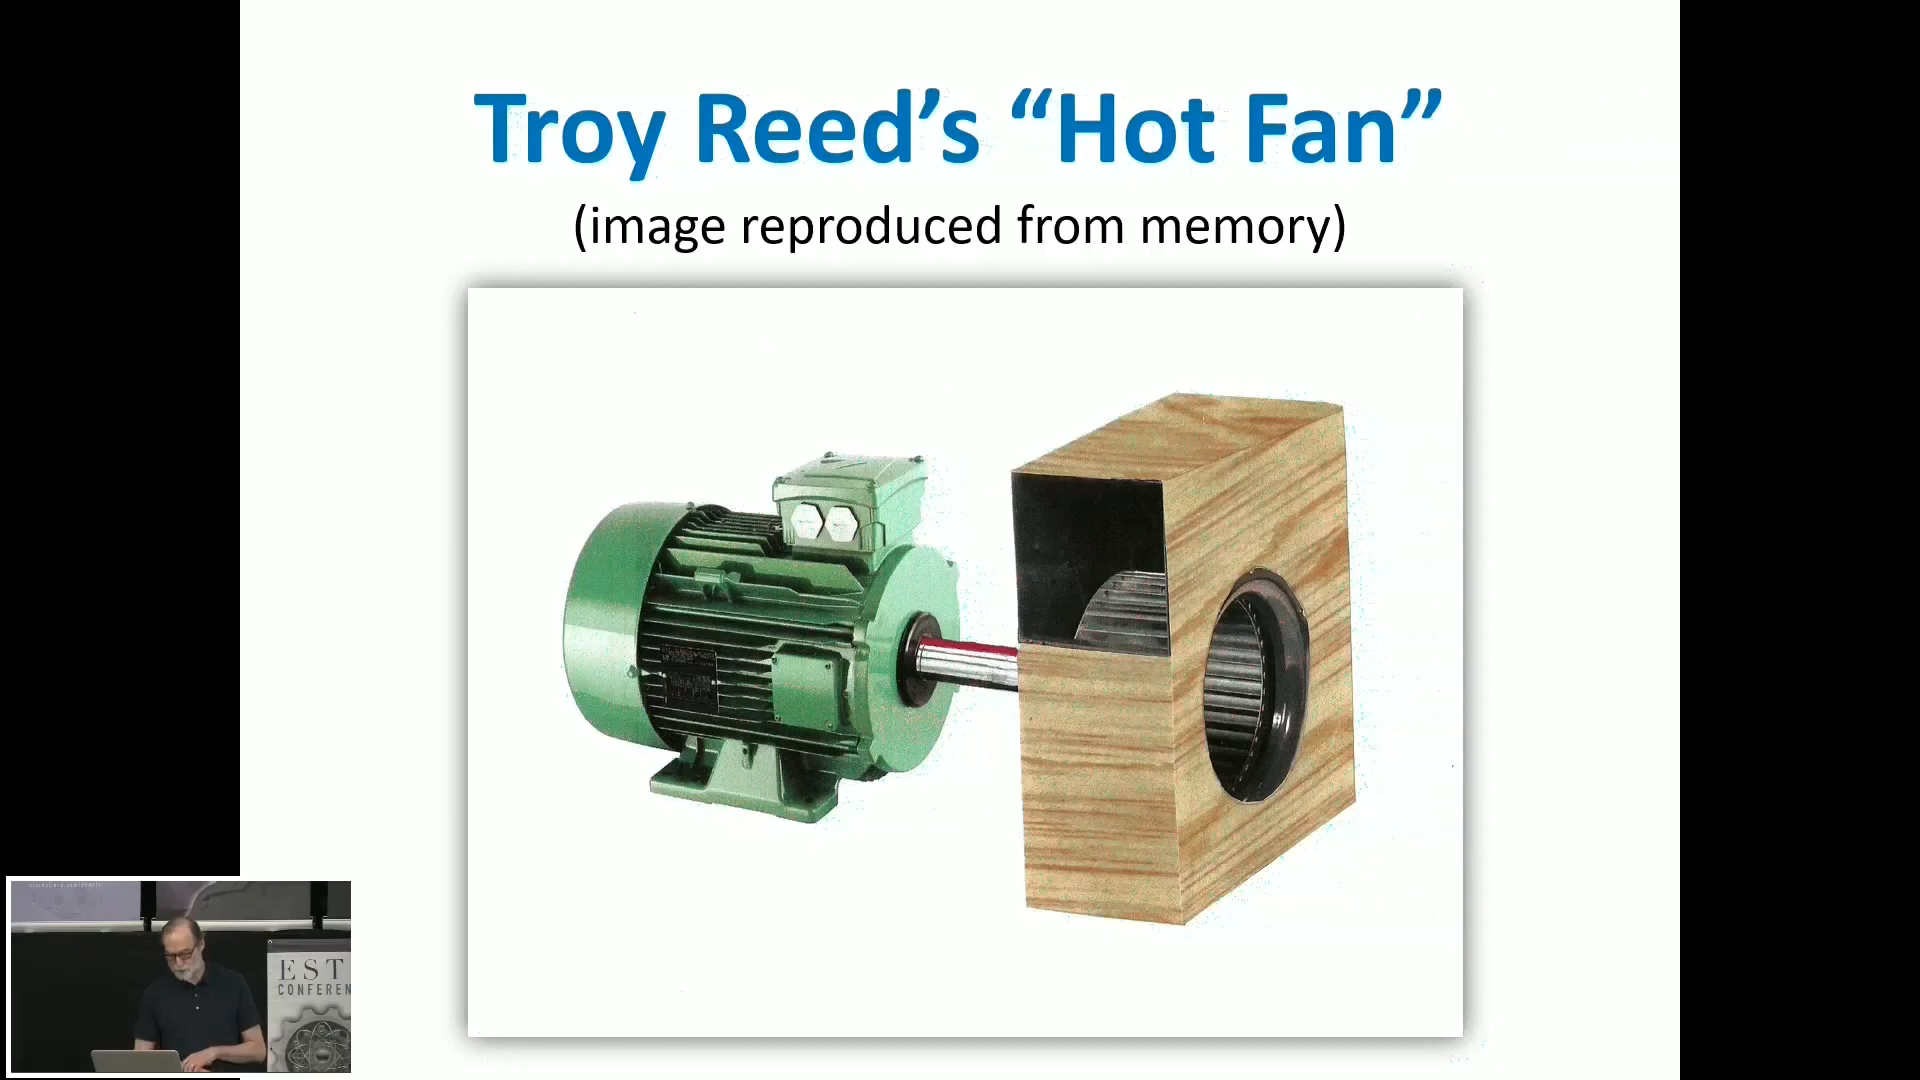 Troy Reed’s “Hot Fan”
(image reproduced from memory)
EST
CONFEREN